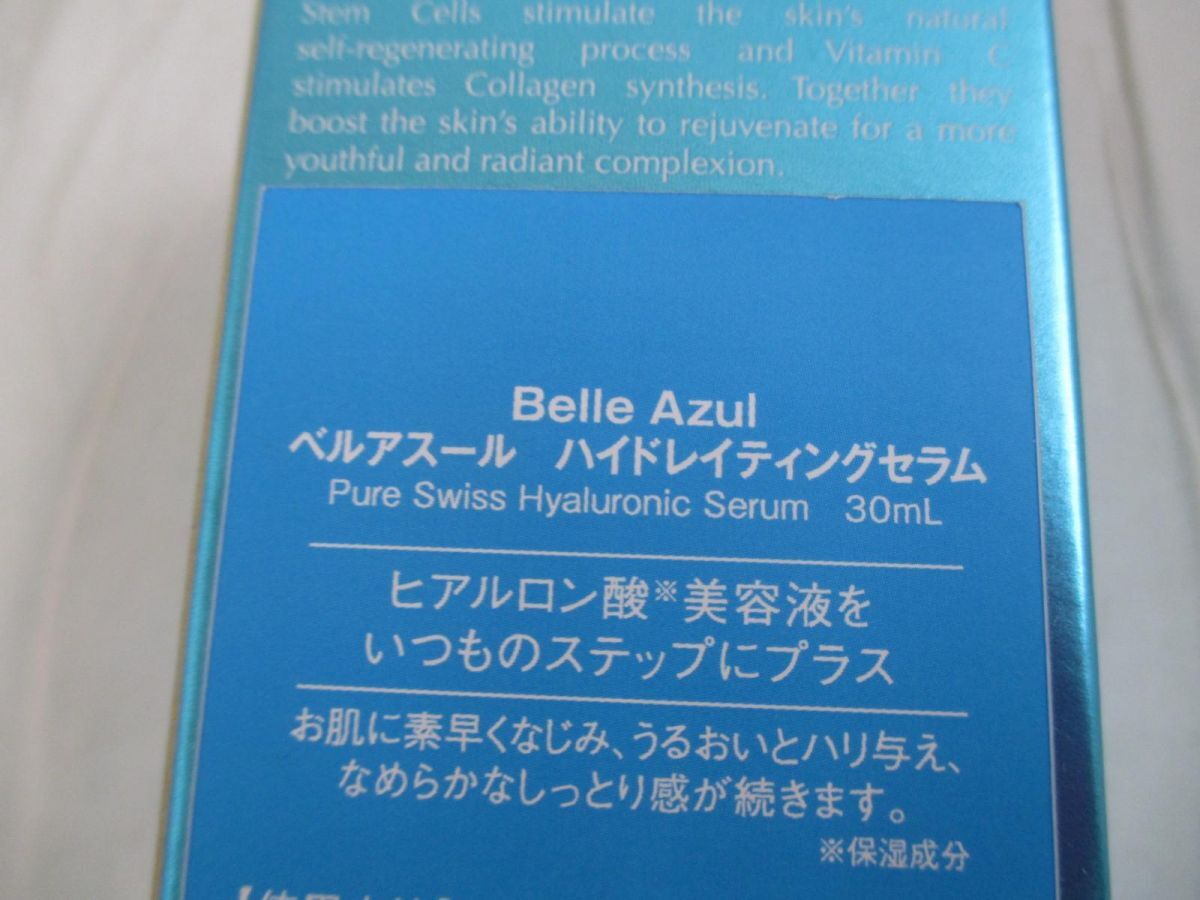 Stem Cells stimulate the skin's natural
self-regenerating process and Vitamin C
stimulates Collagen synthesis. Together they
boost the skin's ability to rejuvenate for a more
youthful and radiant complexion.
Belle Azul
ベルアスール ハイドレイティングセラム
Pure Swiss Hyaluronic Serum 30mL
ヒアルロン酸※美容液を
いつものステップにプラス
お肌に素早くなじみ、うるおいとハリ与え、
なめらかなしっとり感が続きます。
※保湿成分